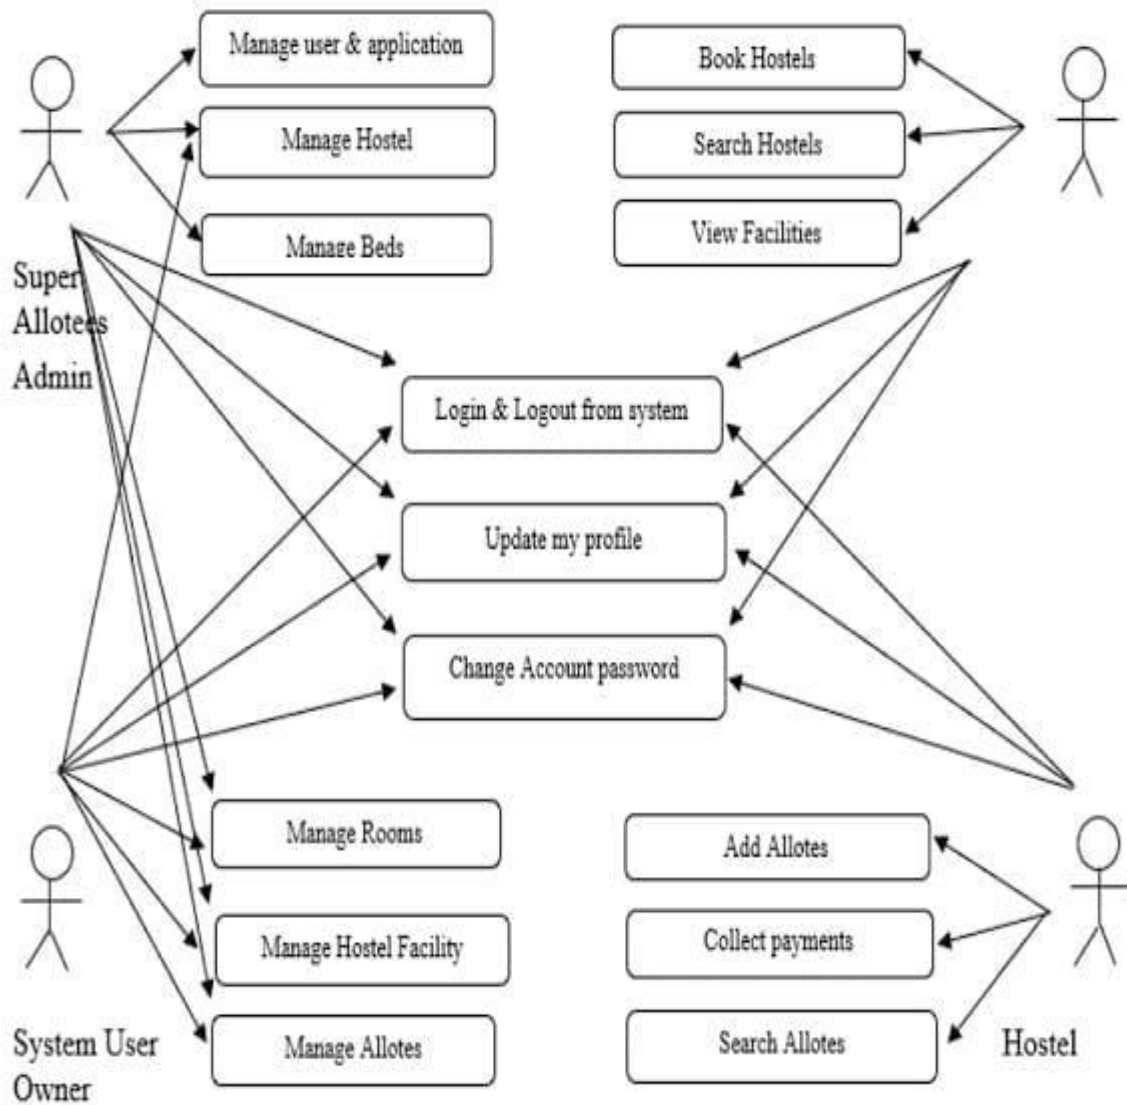 Manage user & application
Book Hostels
Manage Hostel
Search Hostels
View Facilities
Manage Beds
Super
Allotees
Admin
Login & Logout from system
Update my profile
Change Account password
Manage Rooms
Add Allotes
Manage Hostel Facility
Collect payments
Manage Allotes
Search Allotes
System User
Owner
Hostel